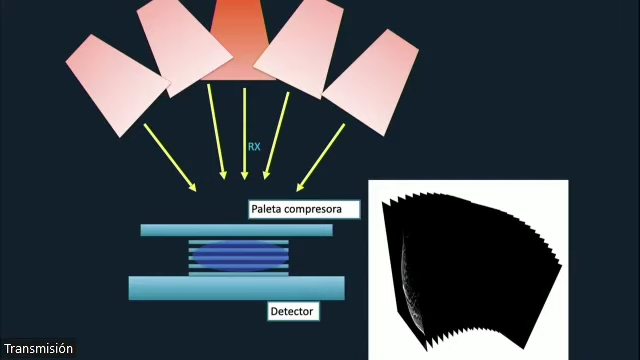 RX
Paleta compresora
Detector
Transmisión